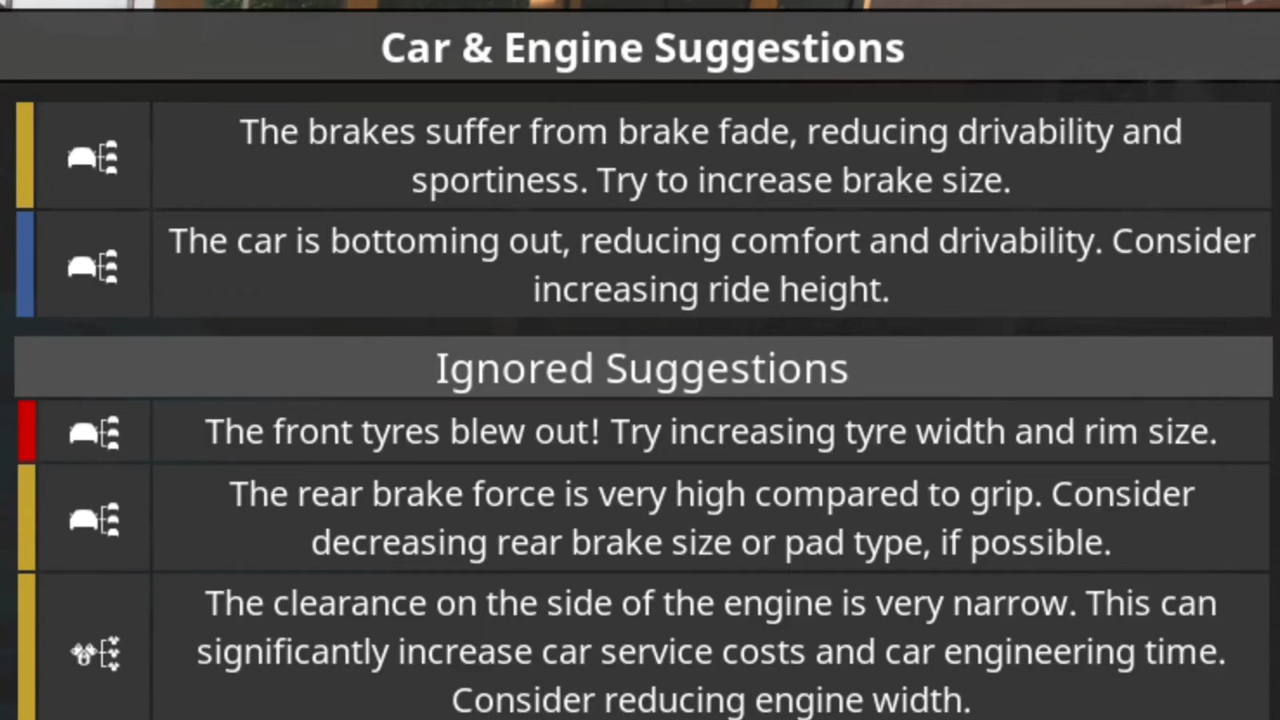 Car & Engine Suggestions
The brakes suffer from brake fade, reducing drivability and
sportiness. Try to increase brake size.
The car is bottoming out, reducing comfort and drivability. Consider
increasing ride height.
Ignored Suggestions
The front tyres blew out! Try increasing tyre width and rim size.
The rear brake force is very high compared to grip. Consider
decreasing rear brake size or pad type, if possible.
The clearance on the side of the engine is very narrow. This can
significantly increase car service costs and car engineering time.
Consider reducing engine width.